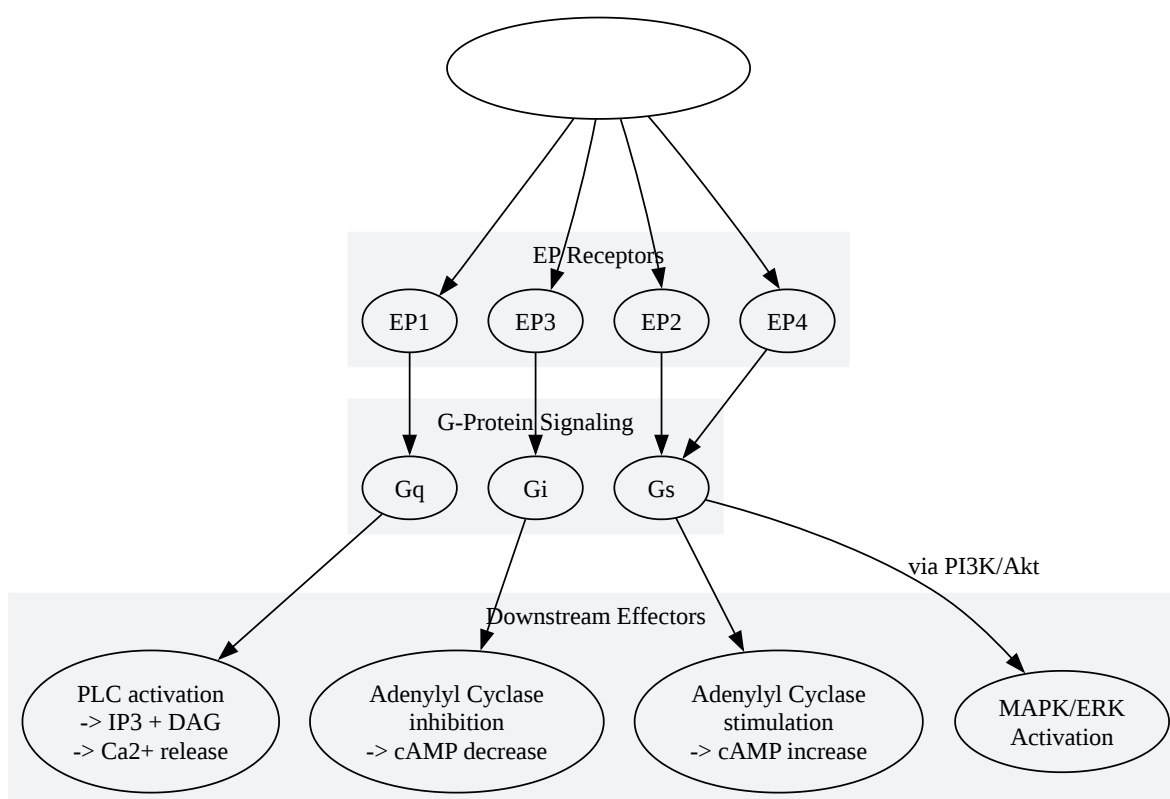 EP Receptors
EP1
EP3
EP2
EP4
G-Protein Signaling
Gq
Gi
Gs
via PI3K/Akt
Downstream Effectors
PLC activation
-> IP3 + DAG
-> Ca2+ release
Adenylyl Cyclase
inhibition
-> cAMP decrease
Adenylyl Cyclase
stimulation
-> cAMP increase
MAPK/ERK
Activation